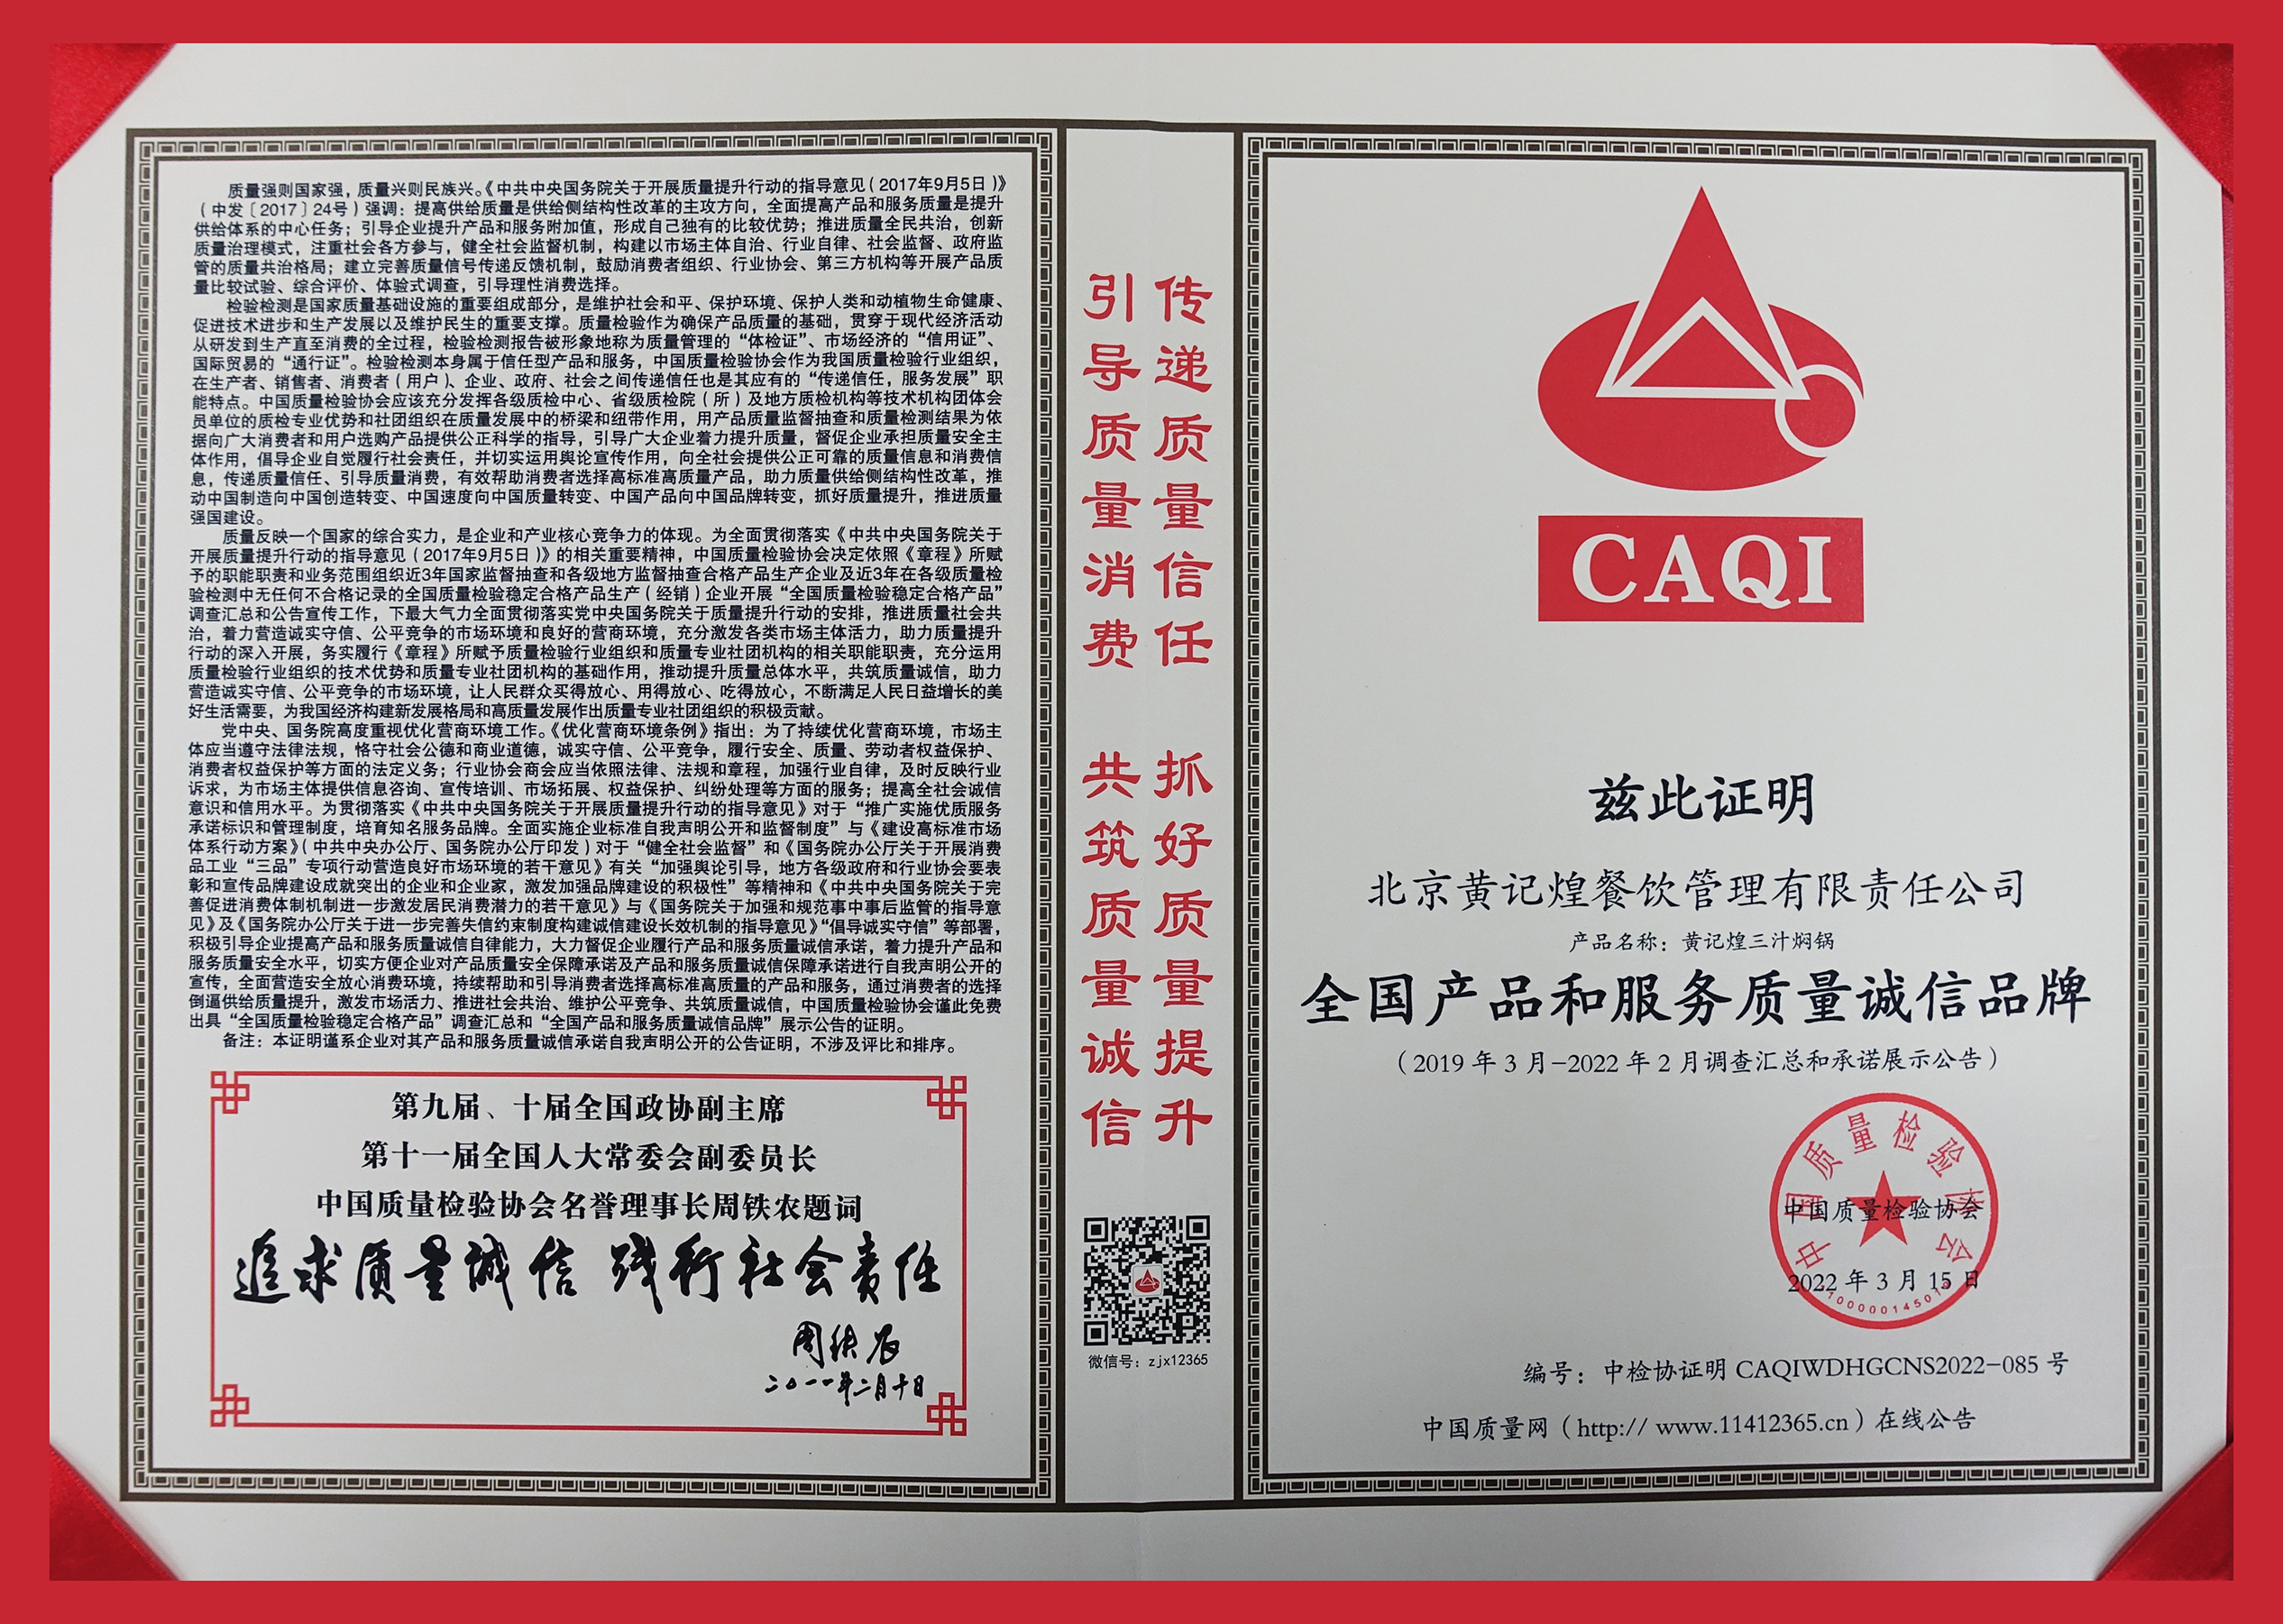 质量强则国家强，质量兴则民族兴。《中共中央国务院关于开展质量提升行动的指导意见（2017年9月5日）》
（中发〔2017〕24号）强调：提高供给质量是供给侧结构性改革的主攻方向，全面提高产品和服务质量是提升
供给体系的中心任务；引导企业提升产品和服务附加值，形成自己独有的比较优势；推进质量全民共治，创新
质量治理模式，注重社会各方参与，健全社会监督机制，构建以市场主体自治、行业自律、社会监督、政府监
管的质量共治格局；建立完善质量信号传递反馈机制，鼓励消费者组织、行业协会、第三方机构等开展产品质
量比较试验、综合评价、体验式调查，引导理性消费选择。
检验检测是国家质量基础设施的重要组成部分，是维护社会和平、保护环境、保护人类和动植物生命健康、
促进技术进步和生产发展以及维护民生的重要支撑。质量检验作为确保产品质量的基础，贯穿于现代经济活动
从研发到生产直至消费的全过程，检验检测报告被形象地称为质量管理的“体检证”、市场经济的“信用证”、
国际贸易的“通行证”。检验检测本身属于信任型产品和服务，中国质量检验协会作为我国质量检验行业组织，
在生产者、销售者、消费者（用户）、企业、政府、社会之间传递信任也是其应有的“传递信任，服务发展”职
能特点。中国质量检验协会应该充分发挥各级质检中心、省级质检院（所）及地方质检机构等技术机构团体会
员单位的质检专业优势和社团组织在质量发展中的桥梁和纽带作用，用产品质量监督抽查和质量检测结果为依
据向广大消费者和用户选购产品提供公正科学的指导，引导广大企业着力提升质量，督促企业承担质量安全主
体作用，倡导企业自觉履行社会责任，并切实运用舆论宣传作用，向全社会提供公正可靠的质量信息和消费信
息，传递质量信任、引导质量消费，有效帮助消费者选择高标准高质量产品，助力质量供给侧结构性改革，推
动中国制造向中国创造转变、中国速度向中国质量转变、中国产品向中国品牌转变，抓好质量提升，推进质量
强国建设。
质量反映一个国家的综合实力，是企业和产业核心竞争力的体现。为全面贯彻落实《中共中央国务院关于
开展质量提升行动的指导意见（2017年9月5日）》的相关重要精神，中国质量检验协会决定依照《章程》所赋
予的职能职责和业务范围组织近3年国家监督抽查和各级地方监督抽查合格产品生产企业及近3年在各级质量检
验检测中无任何不合格记录的全国质量检验稳定合格产品生产（经销）企业开展“全国质量检验稳定合格产品”
调查汇总和公告宣传工作，下最大气力全面贯彻落实党中央国务院关于质量提升行动的安排，推进质量社会共
治，着力营造诚实守信、公平竞争的市场环境和良好的营商环境，充分激发各类市场主体活力，助力质量提升
行动的深入开展，务实履行《章程》所赋予质量检验行业组织和质量专业社团机构的相关职能职责，充分运用
质量检验行业组织的技术优势和质量专业社团机构的基础作用，推动提升质量总体水平，共筑质量诚信，助力
营造诚实守信、公平竞争的市场环境，让人民群众买得放心、用得放心、吃得放心，不断满足人民日益增长的美
好生活需要，为我国经济构建新发展格局和高质量发展作出质量专业社团组织的积极贡献。
党中央、国务院高度重视优化营商环境工作。《优化营商环境条例》指出：为了持续优化营商环境，市场主
体应当遵守法律法规，恪守社会公德和商业道德，诚实守信、公平竞争，履行安全、质量、劳动者权益保护、
消费者权益保护等方面的法定义务；行业协会商会应当依照法律、法规和章程，加强行业自律，及时反映行业
诉求，为市场主体提供信息咨询、宣传培训、市场拓展、权益保护、纠纷处理等方面的服务；提高全社会诚信
意识和信用水平。为贯彻落实《中共中央国务院关于开展质量提升行动的指导意见》对于“推广实施优质服务
承诺标识和管理制度，培育知名服务品牌。全面实施企业标准自我声明公开和监督制度”与《建设高标准市场
体系行动方案》（中共中央办公厅、国务院办公厅印发）对于“健全社会监督”和《国务院办公厅关于开展消费
品工业“三品”专项行动营造良好市场环境的若干意见》有关“加强舆论引导，地方各级政府和行业协会要表
彰和宣传品牌建设成就突出的企业和企业家，激发加强品牌建设的积极性”等精神和《中共中央国务院关于完
善促进消费体制机制进一步激发居民消费潜力的若干意见》与《国务院关于加强和规范事中事后监管的指导意
见》及《国务院办公厅关于进一步完善失信约束制度构建诚信建设长效机制的指导意见》“倡导诚实守信”等部署，
积极引导企业提高产品和服务质量诚信自律能力，大力督促企业履行产品和服务质量诚信承诺，着力提升产品和
服务质量安全水平，切实方便企业对产品质量安全保障承诺及产品和服务质量诚信保障承诺进行自我声明公开的
宣传，全面营造安全放心消费环境，持续帮助和引导消费者选择高标准高质量的产品和服务，通过消费者的选择
倒逼供给质量提升，激发市场活力、推进社会共治、维护公平竞争、共筑质量诚信，中国质量检验协会谨此免费
出具“全国质量检验稳定合格产品”调查汇总和“全国产品和服务质量诚信品牌”展示公告的证明。
备注：本证明谨系企业对其产品和服务质量诚信承诺自我声明公开的公告证明，不涉及评比和排序。
第九届、十届全国政协副主席
第十一届全国人大常委会副委员长
中国质量检验协会名誉理事长周铁农题词
追求质量诚信 践行社会责任
周铁农
二〇一一年二月十日
传递质量信任 抓好质量提升
引导质量消费 共筑质量诚信
微信号：zjx12365
CAQI
兹此证明
北京黄记煌餐饮管理有限责任公司
产品名称：黄记煌三汁焖锅
全国产品和服务质量诚信品牌
（2019年3月-2022年2月调查汇总和承诺展示公告）
中国质量检验协会
中国质量检验协会
2022年3月15日
编号：中检协证明 CAQIWDHGCNS2022-085 号
中国质量网（http:// www.11412365.cn）在线公告